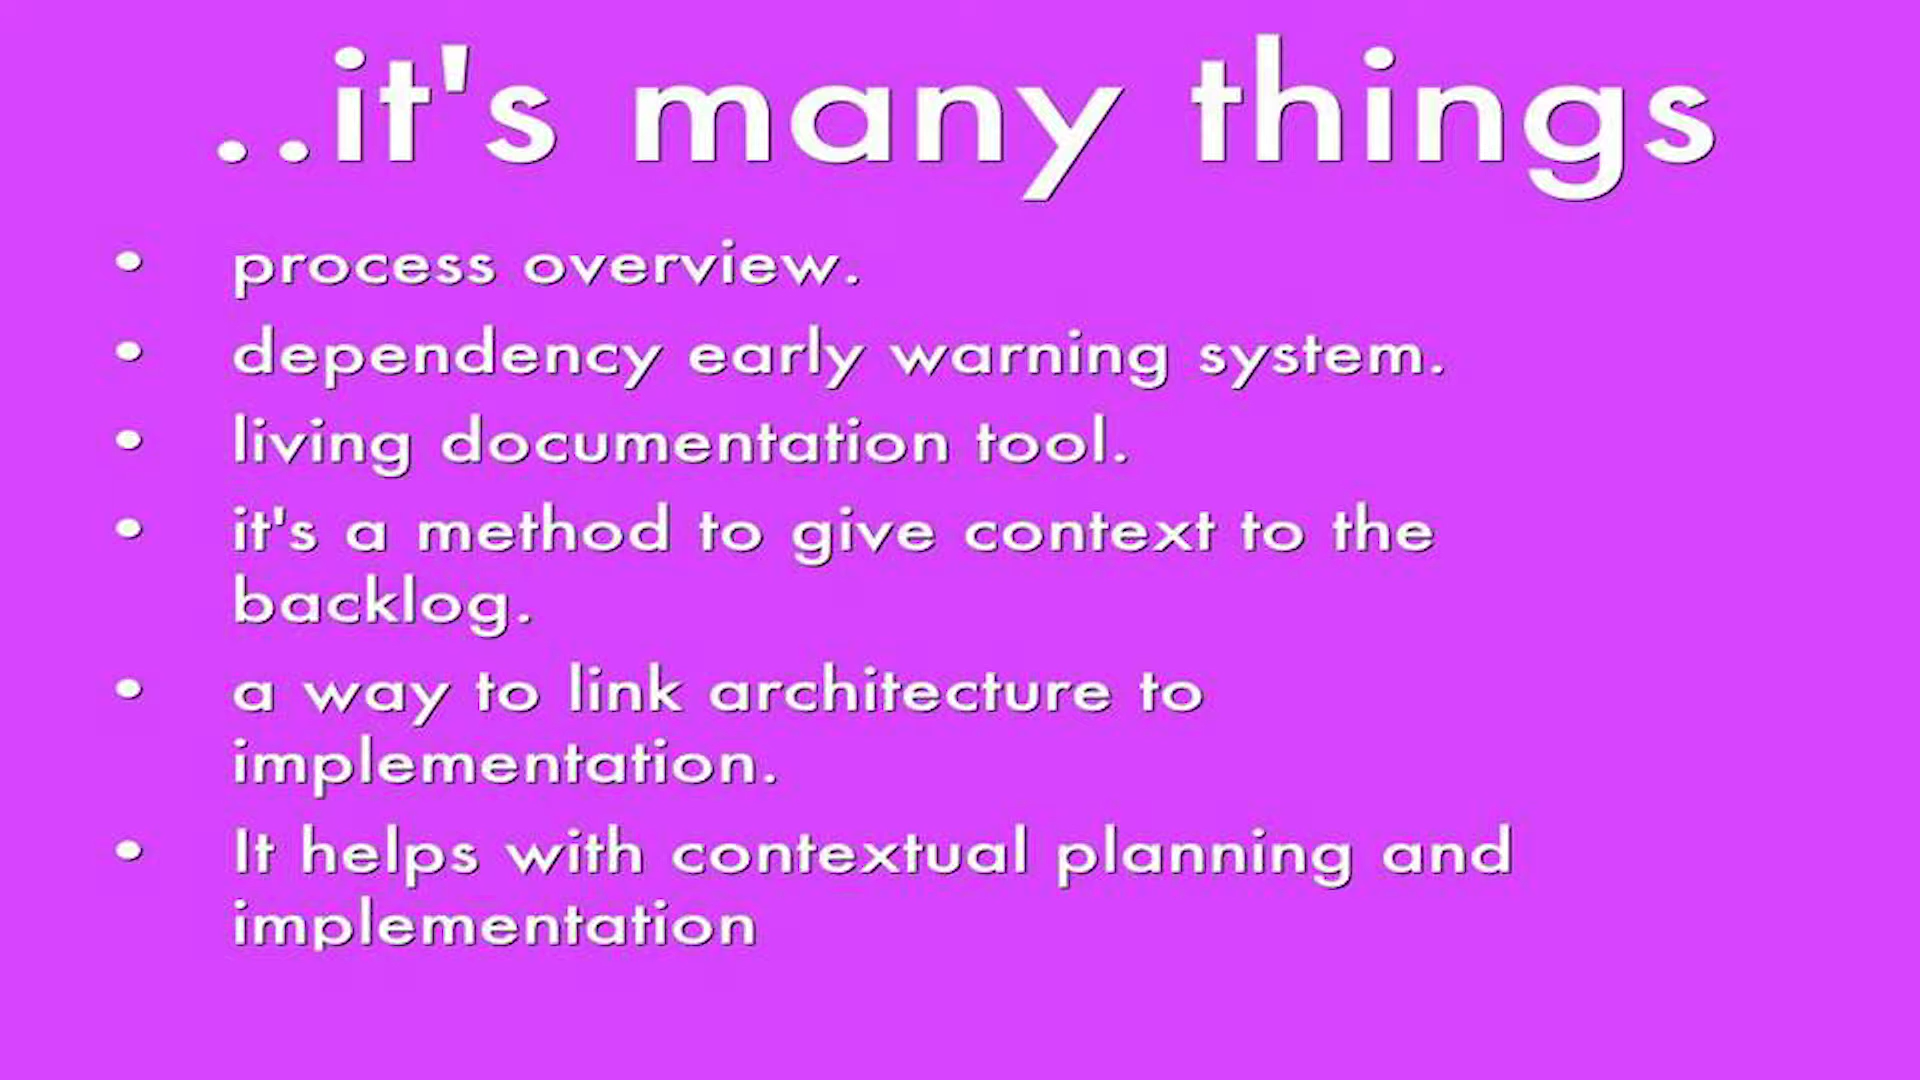 ..it's many things
• process overview.
• dependency early warning system.
• living documentation tool.
• it's a method to give context to the
backlog.
• a way to link architecture to
implementation.
• It helps with contextual planning and
implementation